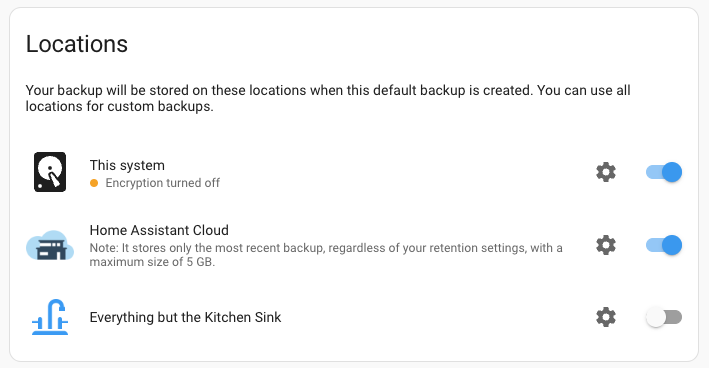 Locations
Your backup will be stored on these locations when this default backup is created. You can use all
locations for custom backups.
This system
Encryption turned off
Home Assistant Cloud
Note: It stores only the most recent backup, regardless of your retention settings, with a
maximum size of 5 GB.
Everything but the Kitchen Sink